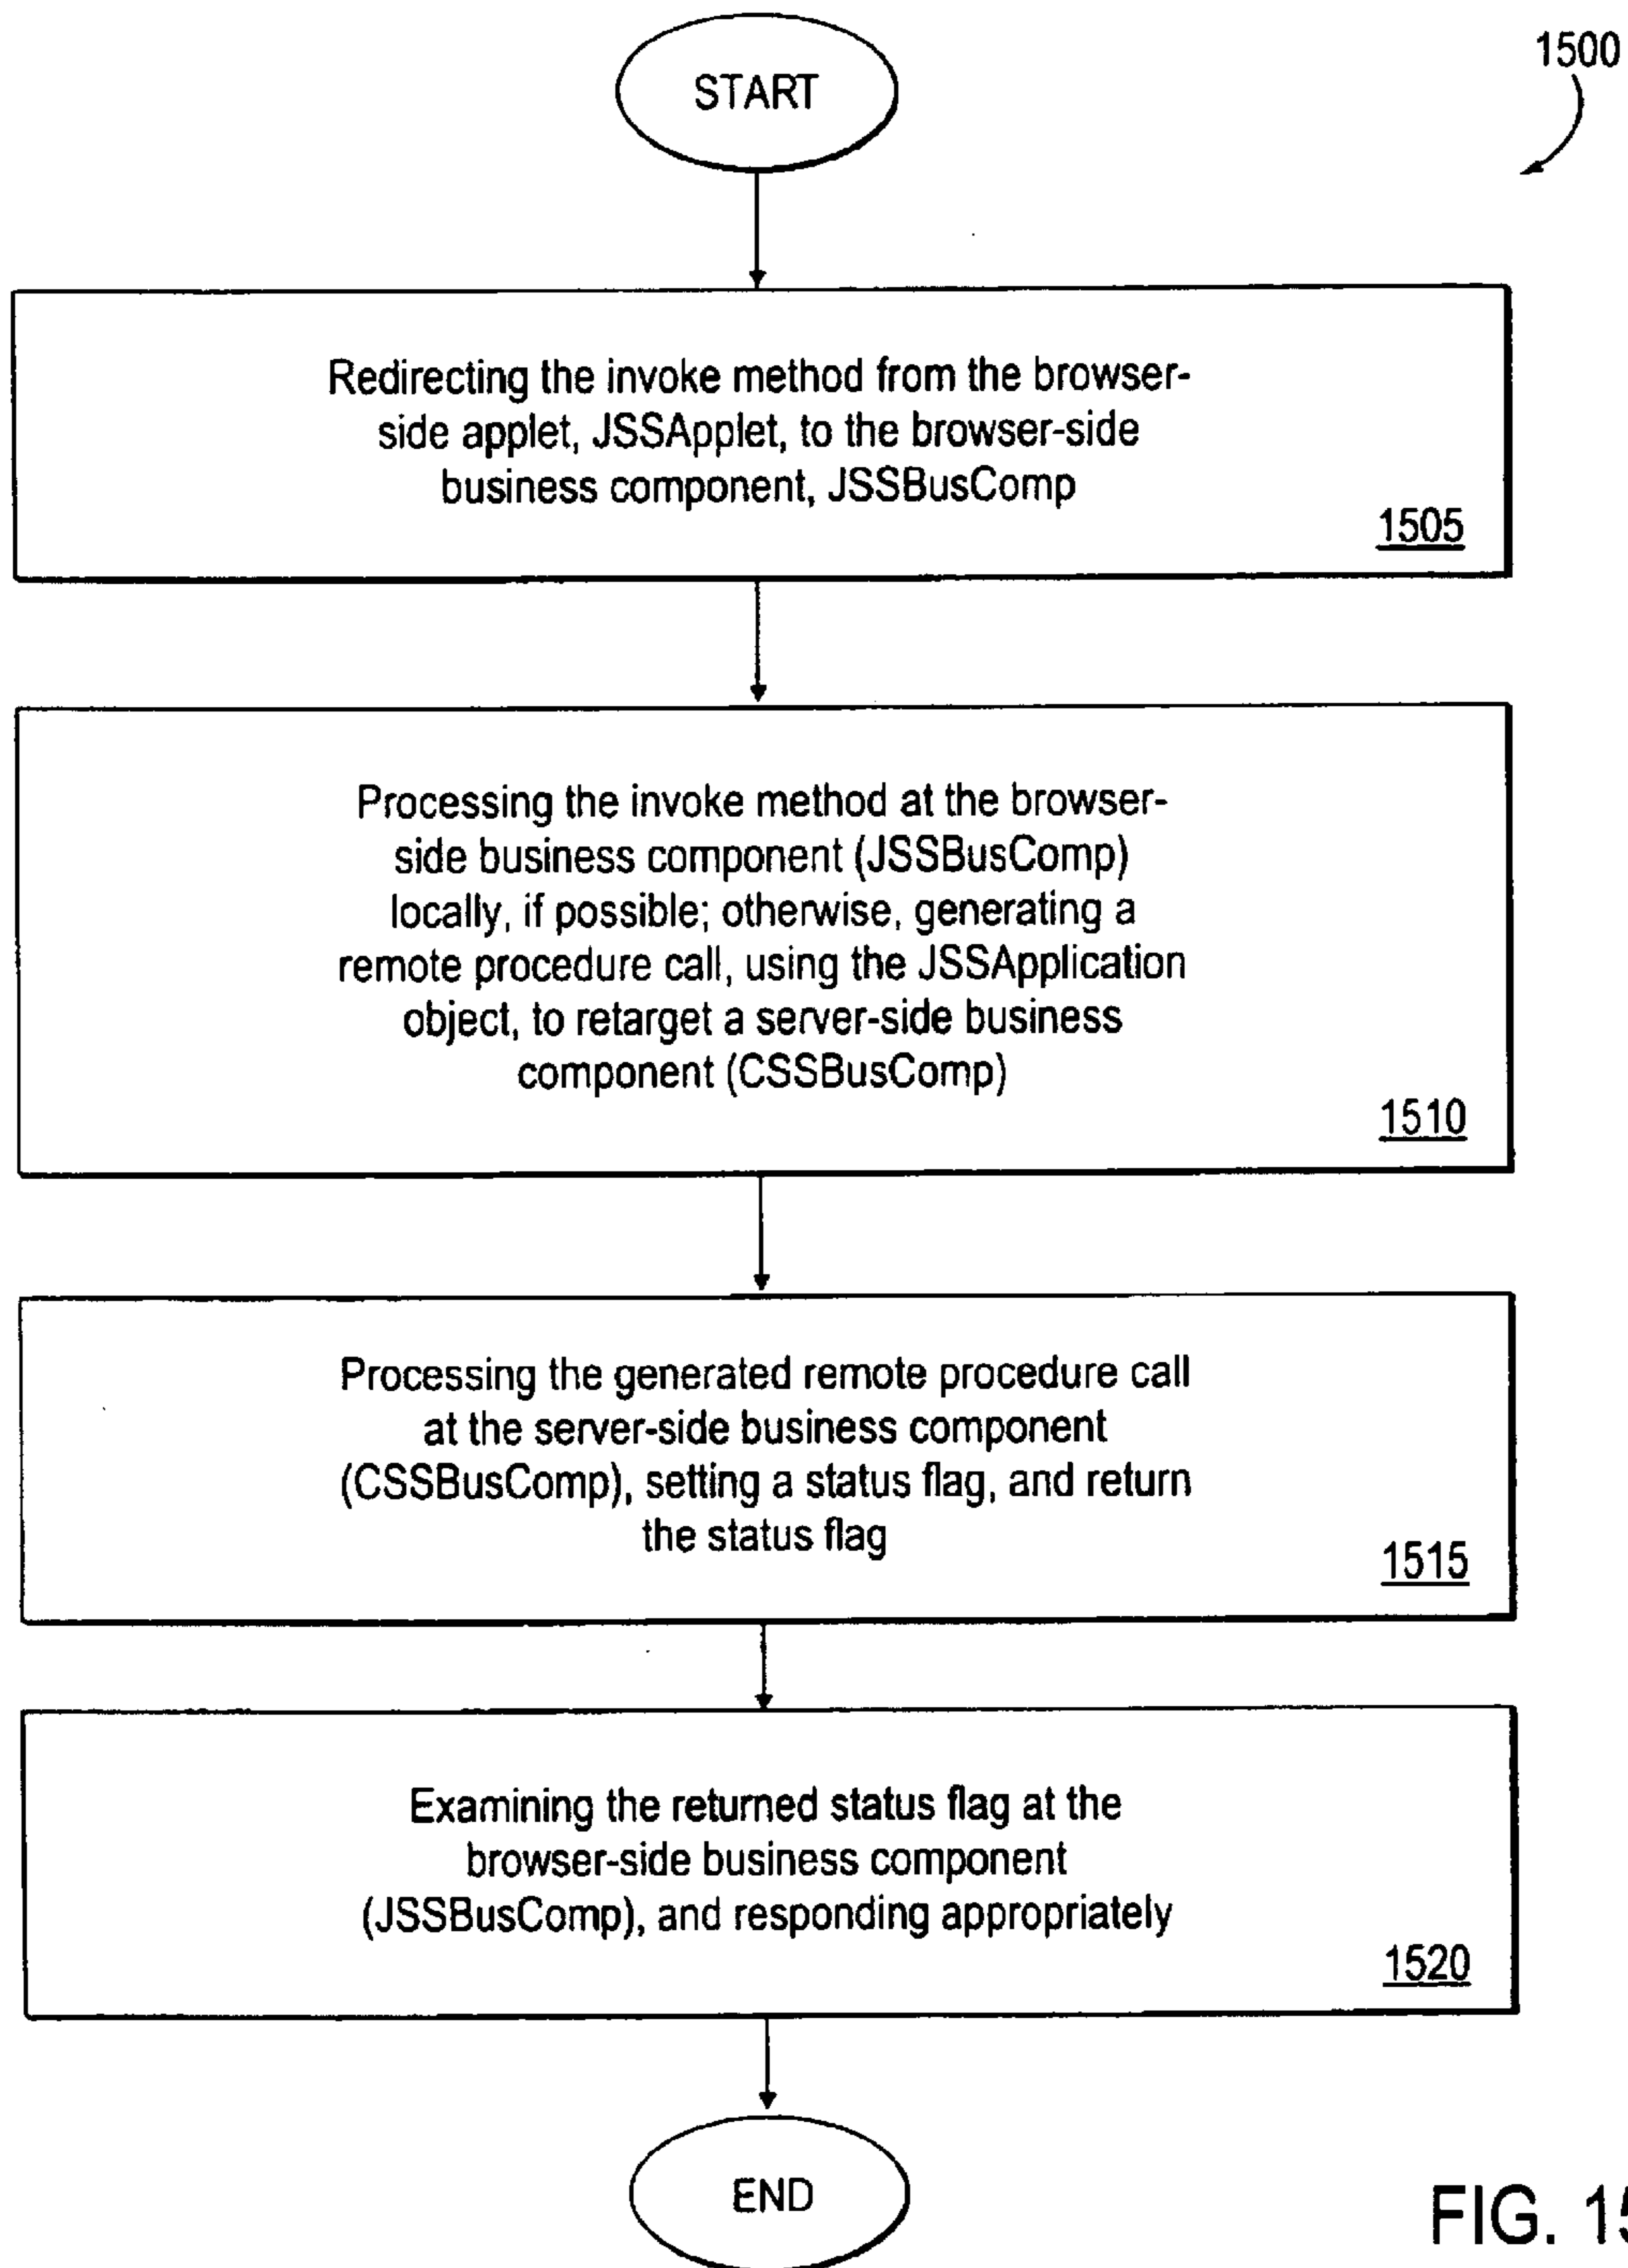 1500
START
Redirecting the invoke method from the browser-
side applet, JSSApplet, to the browser-side
business component, JSSBusComp
1505
Processing the invoke method at the browser-
side business component (JSSBusComp)
locally, if possible; otherwise, generating a
remote procedure call, using the JSSApplication
object, to retarget a server-side business
component (CSSBusComp)
1510
Processing the generated remote procedure call
at the server-side business component
(CSSBusComp), setting a status flag, and return
the status flag
1515
Examining the returned status flag at the
browser-side business component
(JSSBusComp), and responding appropriately
1520
END
FIG. 15